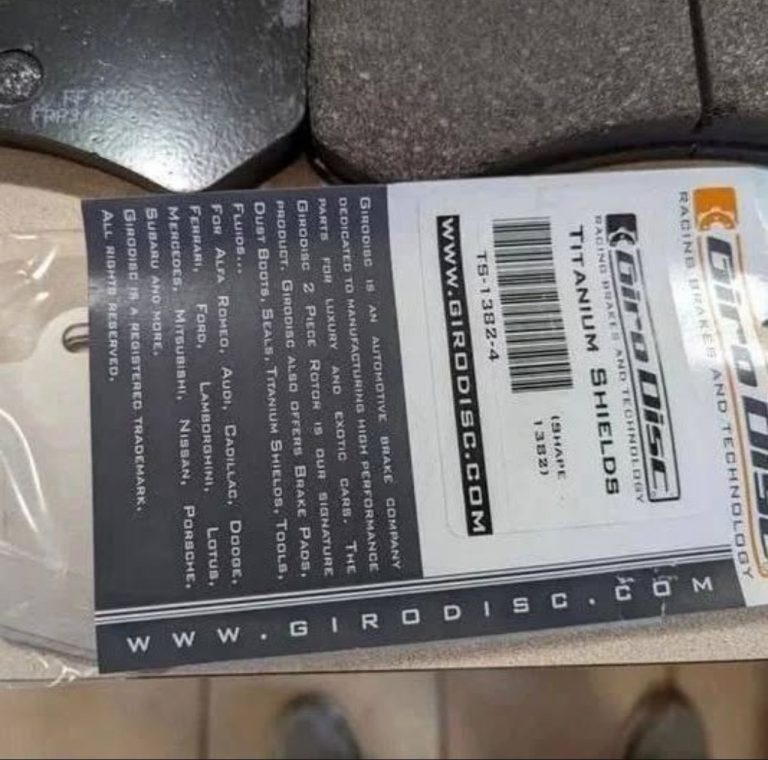 Giro Disc
RACING BRAKES AND TECHNOLOGY
Giro Disc
RACING BRAKES AND TECHNOLOGY
TITANIUM SHIELDS
(SHAPE
1382)
TS-1382-4
WWW.GIRODISC.COM
GIRODISC IS AN AUTOMOTIVE BRAKE COMPANY
DEDICATED TO MANUFACTURING HIGH PERFORMANCE
PARTS FOR LUXURY AND EXOTIC CARS. THE
GIRODISC 2 PIECE ROTOR IS OUR SIGNATURE
PRODUCT. GIRODISC ALSO OFFERS BRAKE PADS,
DUST BOOTS, SEALS, TITANIUM SHIELDS, TOOLS,
FLUIDS...
FOR ALFA ROMEO, AUDI, CADILLAC, DODGE,
FERRARI, FORD, LAMBORGHINI, LOTUS,
MERCEDES, MITSUBISHI, NISSAN, PORSCHE,
SUBARU AND MORE.
GIRODISC IS A REGISTERED TRADEMARK.
ALL RIGHTS RESERVED.
WWW.GIRODISC.COM